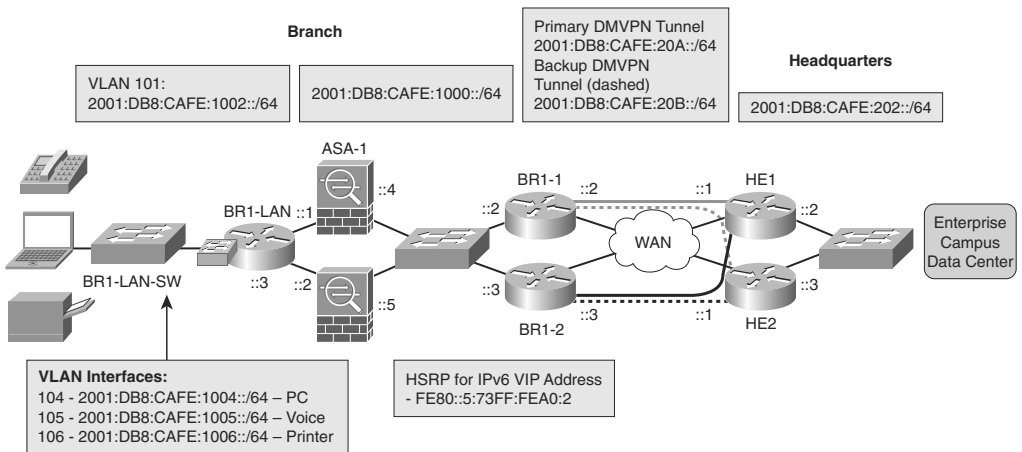 Branch
Primary DMVPN Tunnel
2001:DB8:CAFE:20A::/64
Backup DMVPN
Tunnel (dashed)
2001:DB8:CAFE:20B::/64
Headquarters
VLAN 101:
2001:DB8:CAFE:1002::/64
2001:DB8:CAFE:1000::/64
2001:DB8:CAFE:202::/64
ASA-1
::4
BR1-1
::2
::1
HE1
BR1-LAN
::1
::2
::2
WAN
Enterprise
Campus
Data Center
BR1-LAN-SW
::3
::2
::5
::3
::3
BR1-2
::3
::1
HE2
VLAN Interfaces:
104 - 2001:DB8:CAFE:1004::/64 – PC
105 - 2001:DB8:CAFE:1005::/64 – Voice
106 - 2001:DB8:CAFE:1006::/64 – Printer
HSRP for IPv6 VIP Address
- FE80::5:73FF:FEA0:2